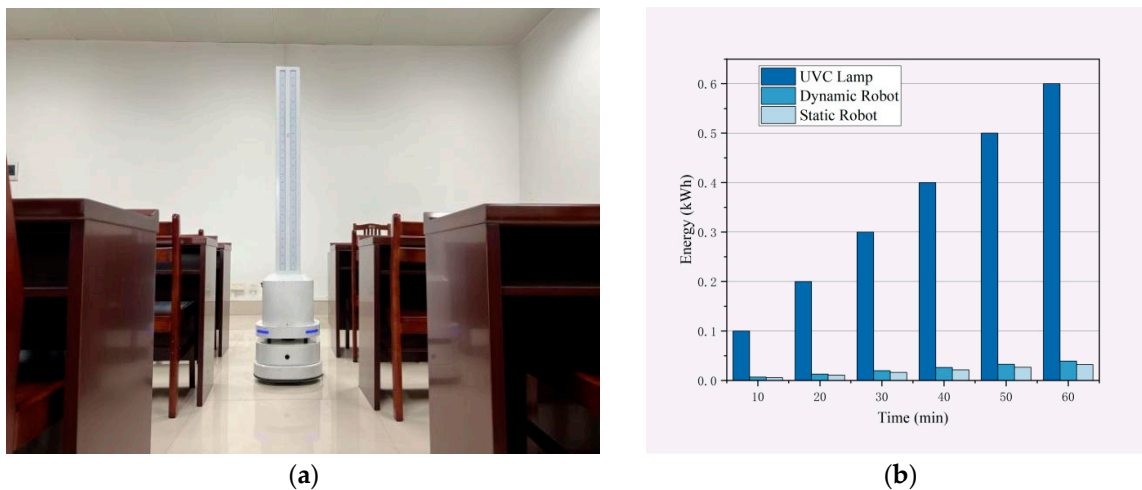 UVC Lamp
Dynamic Robot
Static Robot
Energy (kWh)
0.6
0.5
0.4
0.3
0.2
0.1
0.0
10 20 30 40 50 60
Time (min)
(a) (b)